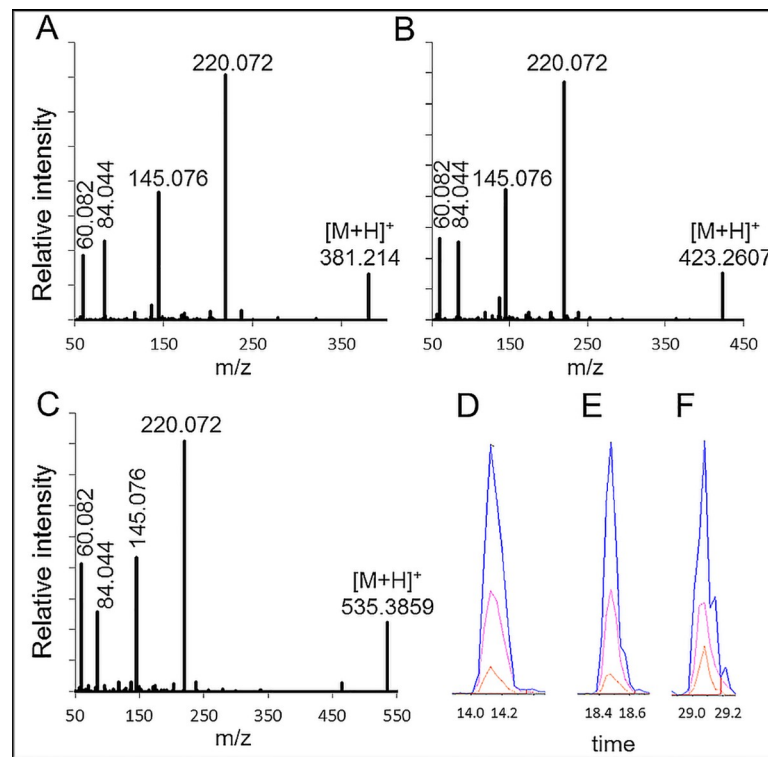 A
B
220.072
220.072
60.082
84.044
145.076
[M+H]+
381.214
60.082
84.044
145.076
[M+H]+
423.2607
Relative intensity
50 150 250 350
50 150 250 350 450
m/z
m/z
C
D
E
F
220.072
60.082
84.044
145.076
[M+H]+
535.3859
Relative intensity
50 150 250 350 450 550
14.0 14.2
18.4 18.6
29.0 29.2
m/z
time